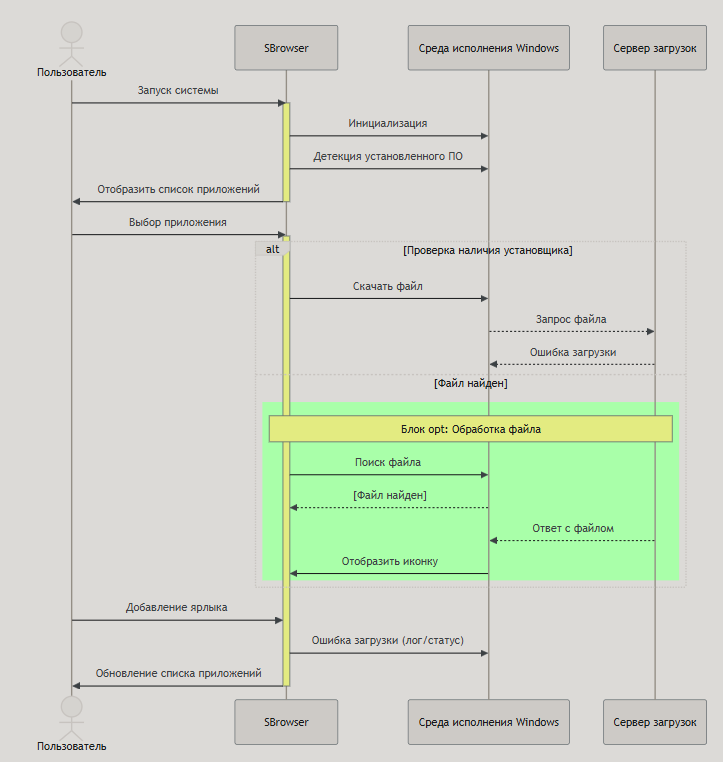 Пользователь
SBrowser
Среда исполнения Windows
Сервер загрузок
Запуск системы
Инициализация
Детекция установленного ПО
Отобразить список приложений
Выбор приложения
alt
[Проверка наличия установщика]
Скачать файл
Запрос файла
Ошибка загрузки
[Файл найден]
Блок opt: Обработка файла
Поиск файла
[Файл найден]
Ответ с файлом
Отобразить иконку
Добавление ярлыка
Ошибка загрузки (лог/статус)
Обновление списка приложений
Пользователь
SBrowser
Среда исполнения Windows
Сервер загрузок